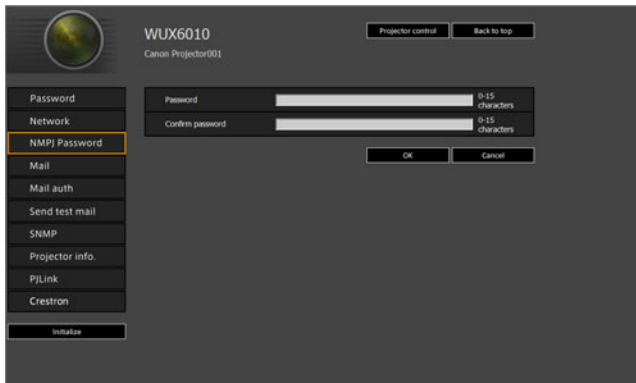 WUX6010
Projector control
Back to top
Canon Projector001
Password
Network
NMPJ Password
Mail
Mail auth
Send test mail
SNMP
Projector info.
PJLink
Crestron
Initialize
Password
0-15
characters
Confirm password
0-15
characters
OK
Cancel